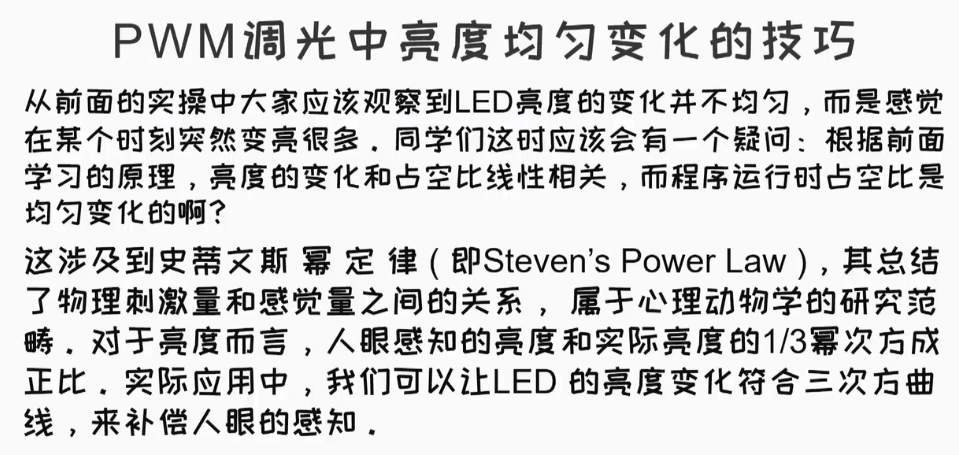 PWM调光中亮度均匀变化的技巧
从前面的实操中大家应该观察到LED亮度的变化并不均匀，而是感觉
在某个时刻突然变亮很多．同学们这时应该会有一个疑问：根据前面
学习的原理，亮度的变化和占空比线性相关，而程序运行时占空比是
均匀变化的啊？
这涉及到史蒂文斯 幂 定 律（即Steven's Power Law），其总结
了物理刺激量和感觉量之间的关系， 属于心理动物学的研究范
畴．对于亮度而言，人眼感知的亮度和实际亮度的1/3幂次方成
正比．实际应用中，我们可以让LED 的亮度变化符合三次方曲
线，来补偿人眼的感知．